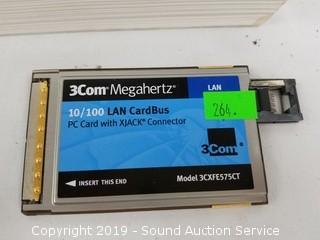 3Com Megahertz®
LAN
10/100 LAN CardBus
PC Card with XJACK® Connector
264.
3Com®
INSERT THIS END
Model 3CXFE575CT
Copyright 2019 - Sound Auction Service